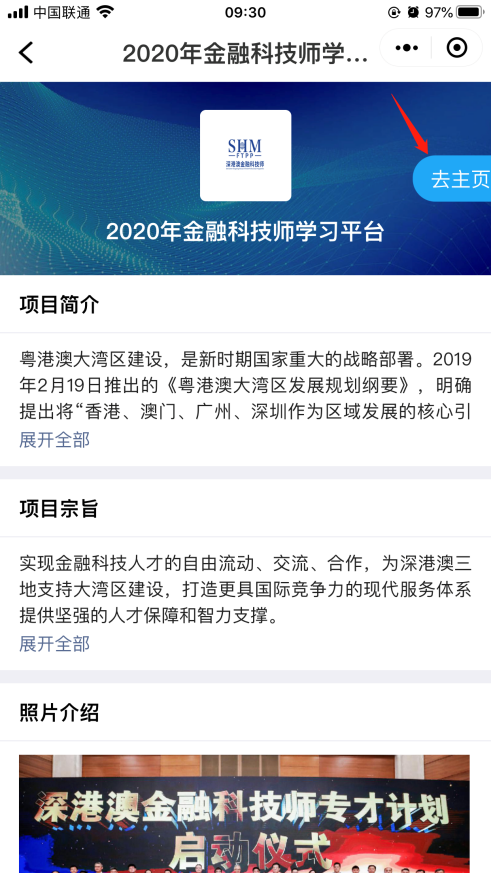 中国联通
09:30
97%
2020年金融科技师学...
去主页
SHM
FTPP
深港澳金融科技师
2020年金融科技师学习平台
项目简介
粤港澳大湾区建设，是新时期国家重大的战略部署。2019
年2月19日推出的《粤港澳大湾区发展规划纲要》，明确
提出将“香港、澳门、广州、深圳作为区域发展的核心引
展开全部
项目宗旨
实现金融科技人才的自由流动、交流、合作，为深港澳三
地支持大湾区建设，打造更具国际竞争力的现代服务体系
提供坚强的人才保障和智力支撑。
展开全部
照片介绍
深港澳金融科技师专才计划
启动仪式